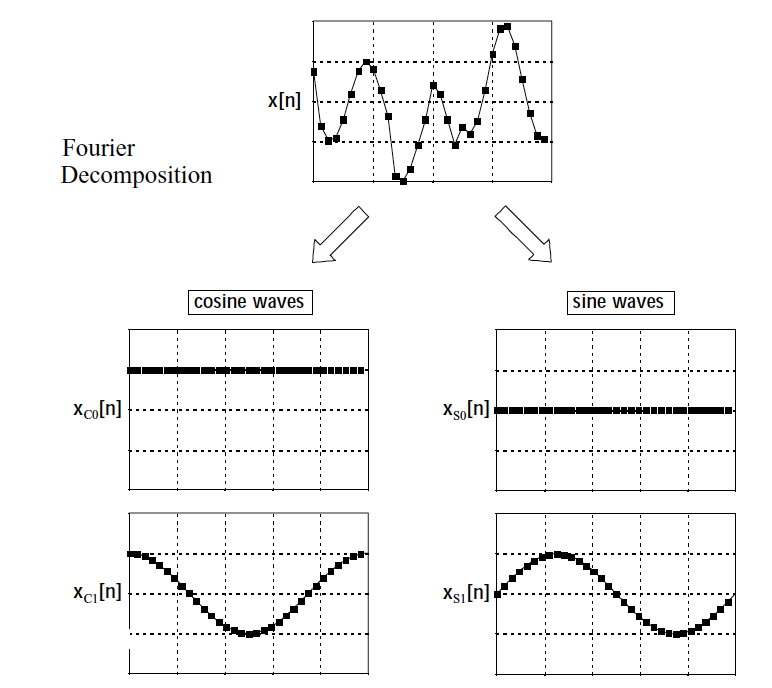 x[n]
Fourier
Decomposition
cosine waves
sine waves
xC0[n]
xS0[n]
xC1[n]
xS1[n]